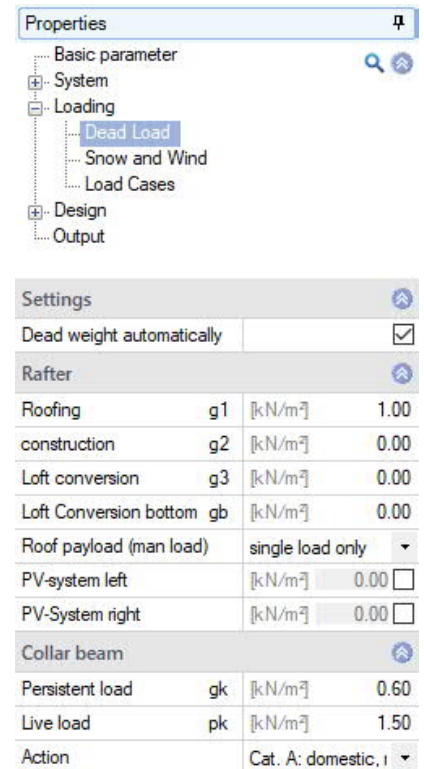 Properties
Basic parameter
System
Loading
Dead Load
Snow and Wind
Load Cases
Design
Output
Settings
Dead weight automatically
Rafter
Roofing g1 [kN/m²] 1.00
construction g2 [kN/m²] 0.00
Loft conversion g3 [kN/m²] 0.00
Loft Conversion bottom gb [kN/m²] 0.00
Roof payload (man load) single load only
PV-system left [kN/m²] 0.00
PV-System right [kN/m²] 0.00
Collar beam
Persistent load gk [kN/m²] 0.60
Live load pk [kN/m²] 1.50
Action Cat. A: domestic,